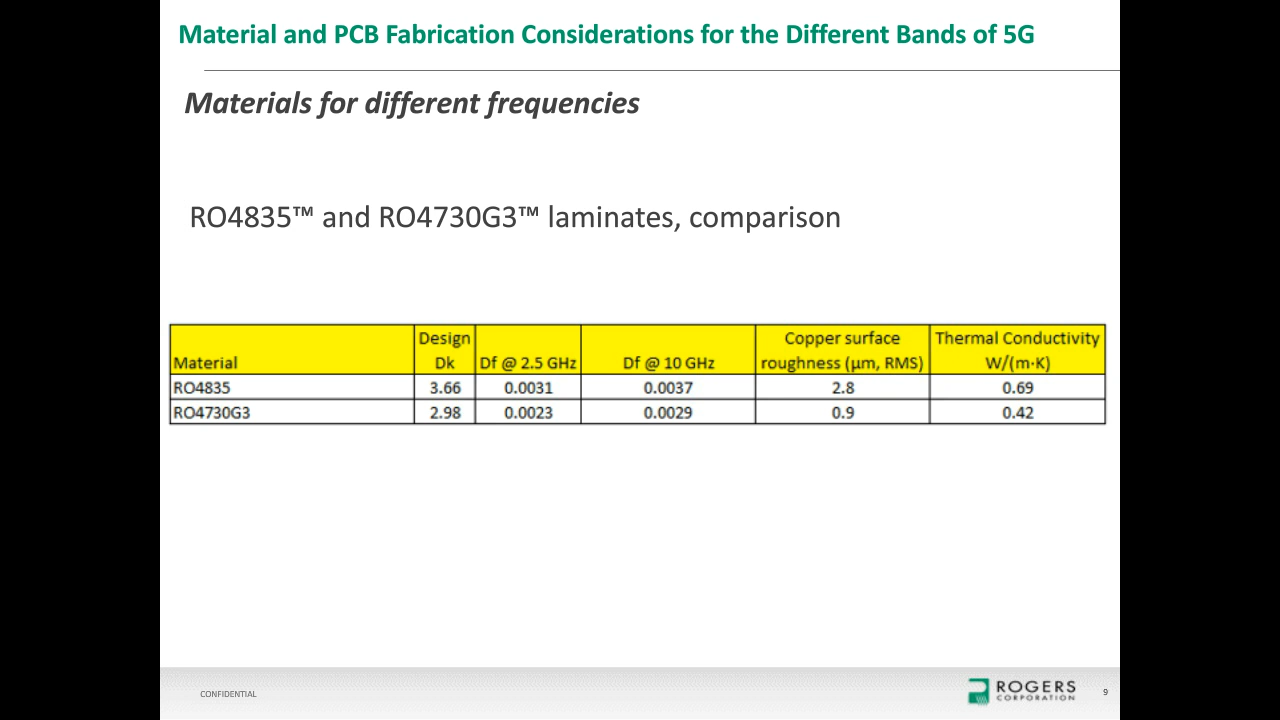 Material and PCB Fabrication Considerations for the Different Bands of 5G
Materials for different frequencies
RO4835™ and RO4730G3™ laminates, comparison
Material Design Dk Df @ 2.5 GHz Df @ 10 GHz Copper surface roughness (µm, RMS) Thermal Conductivity W/(m·K)
RO4835 3.66 0.0031 0.0037 2.8 0.69
RO4730G3 2.98 0.0023 0.0029 0.9 0.42
CONFIDENTIAL
ROGERS
CORPORATION
9